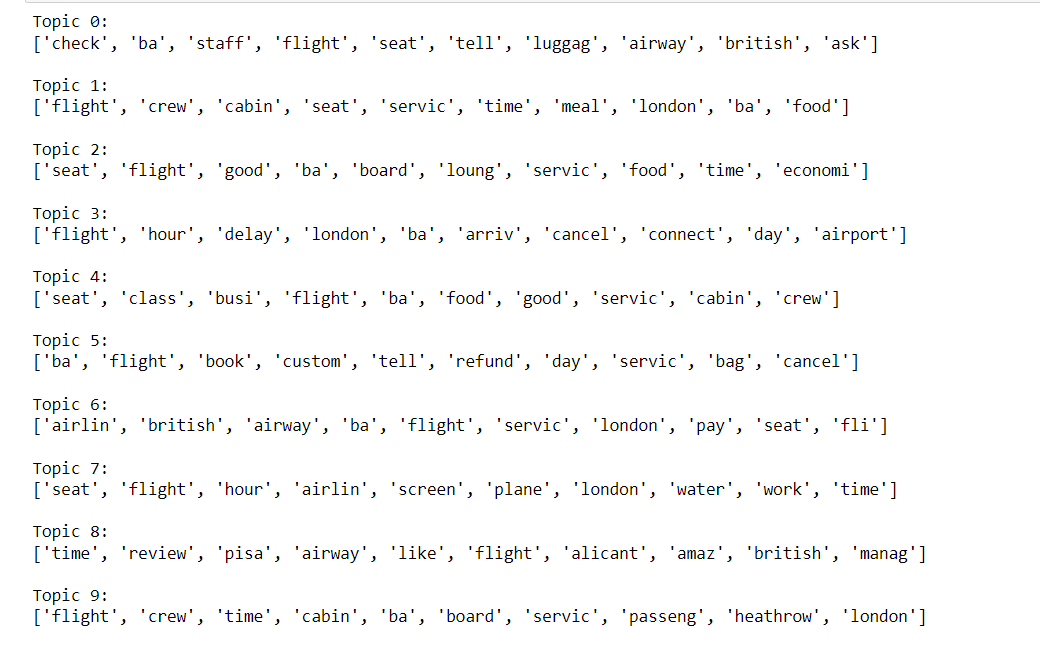 Topic 0:
['check', 'ba', 'staff', 'flight', 'seat', 'tell', 'luggag', 'airway', 'british', 'ask']
Topic 1:
['flight', 'crew', 'cabin', 'seat', 'servic', 'time', 'meal', 'london', 'ba', 'food']
Topic 2:
['seat', 'flight', 'good', 'ba', 'board', 'loung', 'servic', 'food', 'time', 'economi']
Topic 3:
['flight', 'hour', 'delay', 'london', 'ba', 'arriv', 'cancel', 'connect', 'day', 'airport']
Topic 4:
['seat', 'class', 'busi', 'flight', 'ba', 'food', 'good', 'servic', 'cabin', 'crew']
Topic 5:
['ba', 'flight', 'book', 'custom', 'tell', 'refund', 'day', 'servic', 'bag', 'cancel']
Topic 6:
['airlin', 'british', 'airway', 'ba', 'flight', 'servic', 'london', 'pay', 'seat', 'fli']
Topic 7:
['seat', 'flight', 'hour', 'airlin', 'screen', 'plane', 'london', 'water', 'work', 'time']
Topic 8:
['time', 'review', 'pisa', 'airway', 'like', 'flight', 'alicant', 'amaz', 'british', 'manag']
Topic 9:
['flight', 'crew', 'time', 'cabin', 'ba', 'board', 'servic', 'passeng', 'heathrow', 'london']